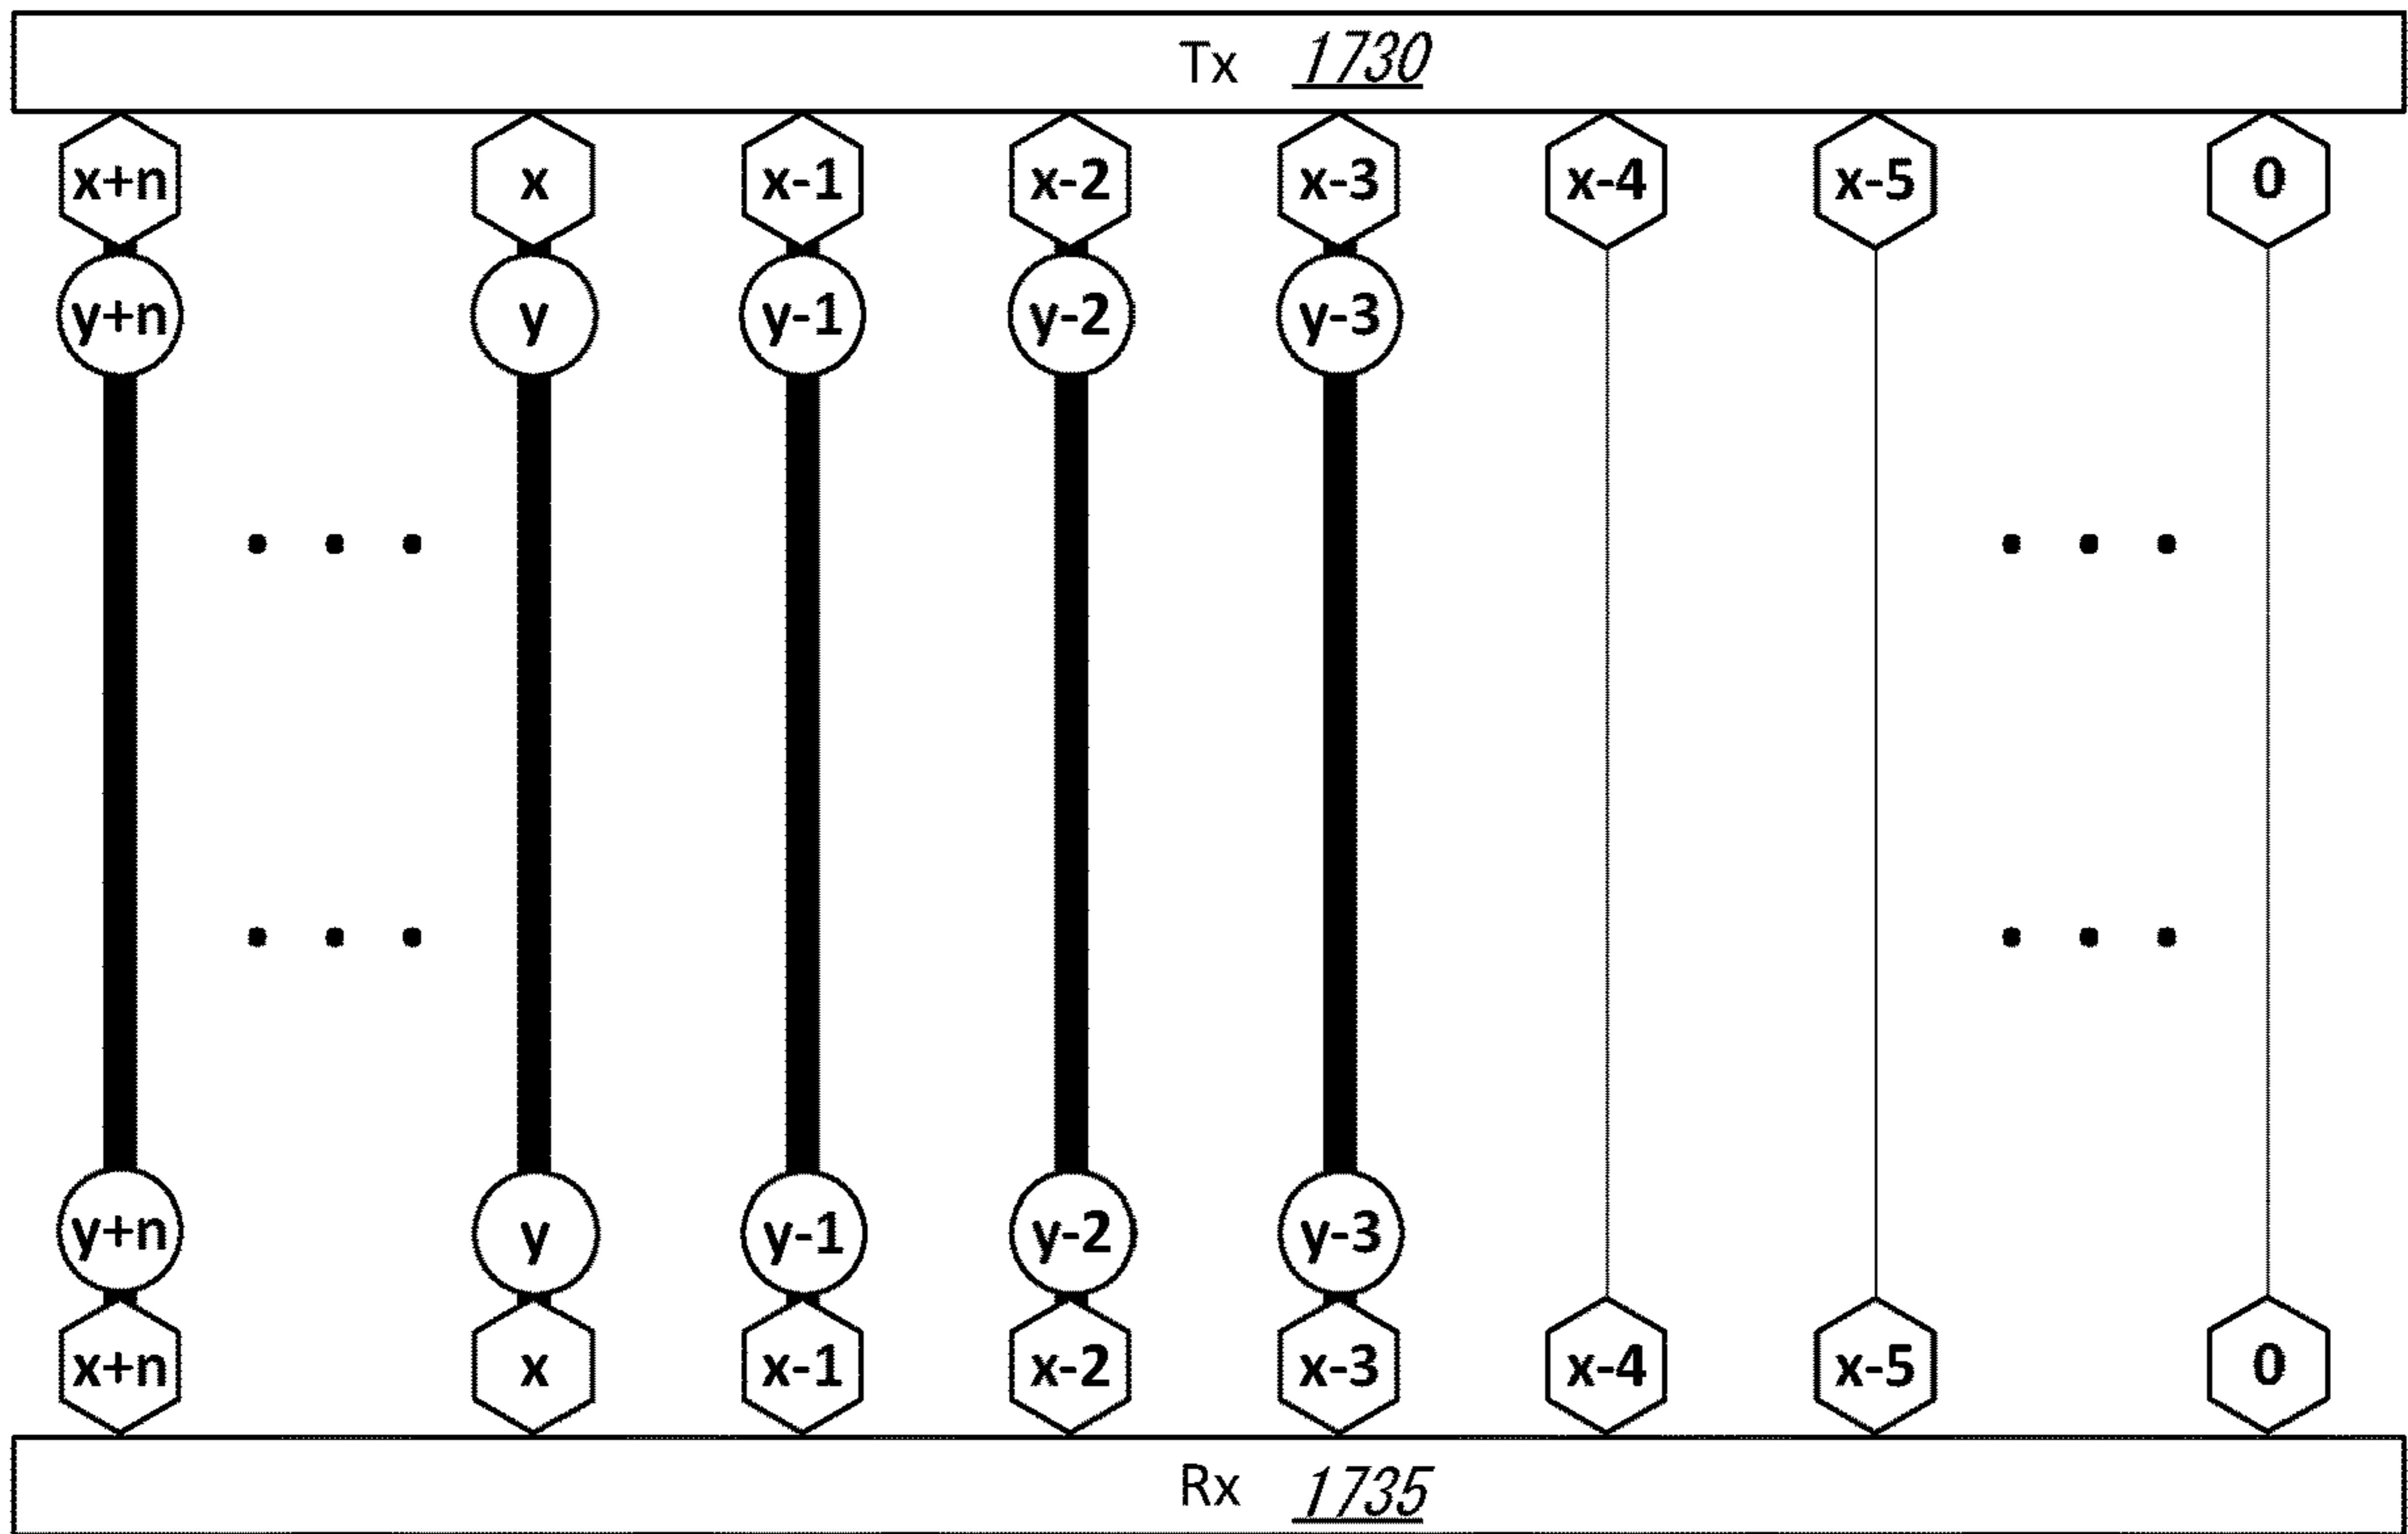 Tx 1730
x+n x x-1 x-2 x-3 x-4 x-5 0
y+n y y-1 y-2 y-3
y+n y y-1 y-2 y-3
x+n x x-1 x-2 x-3 x-4 x-5 0
Rx 1735